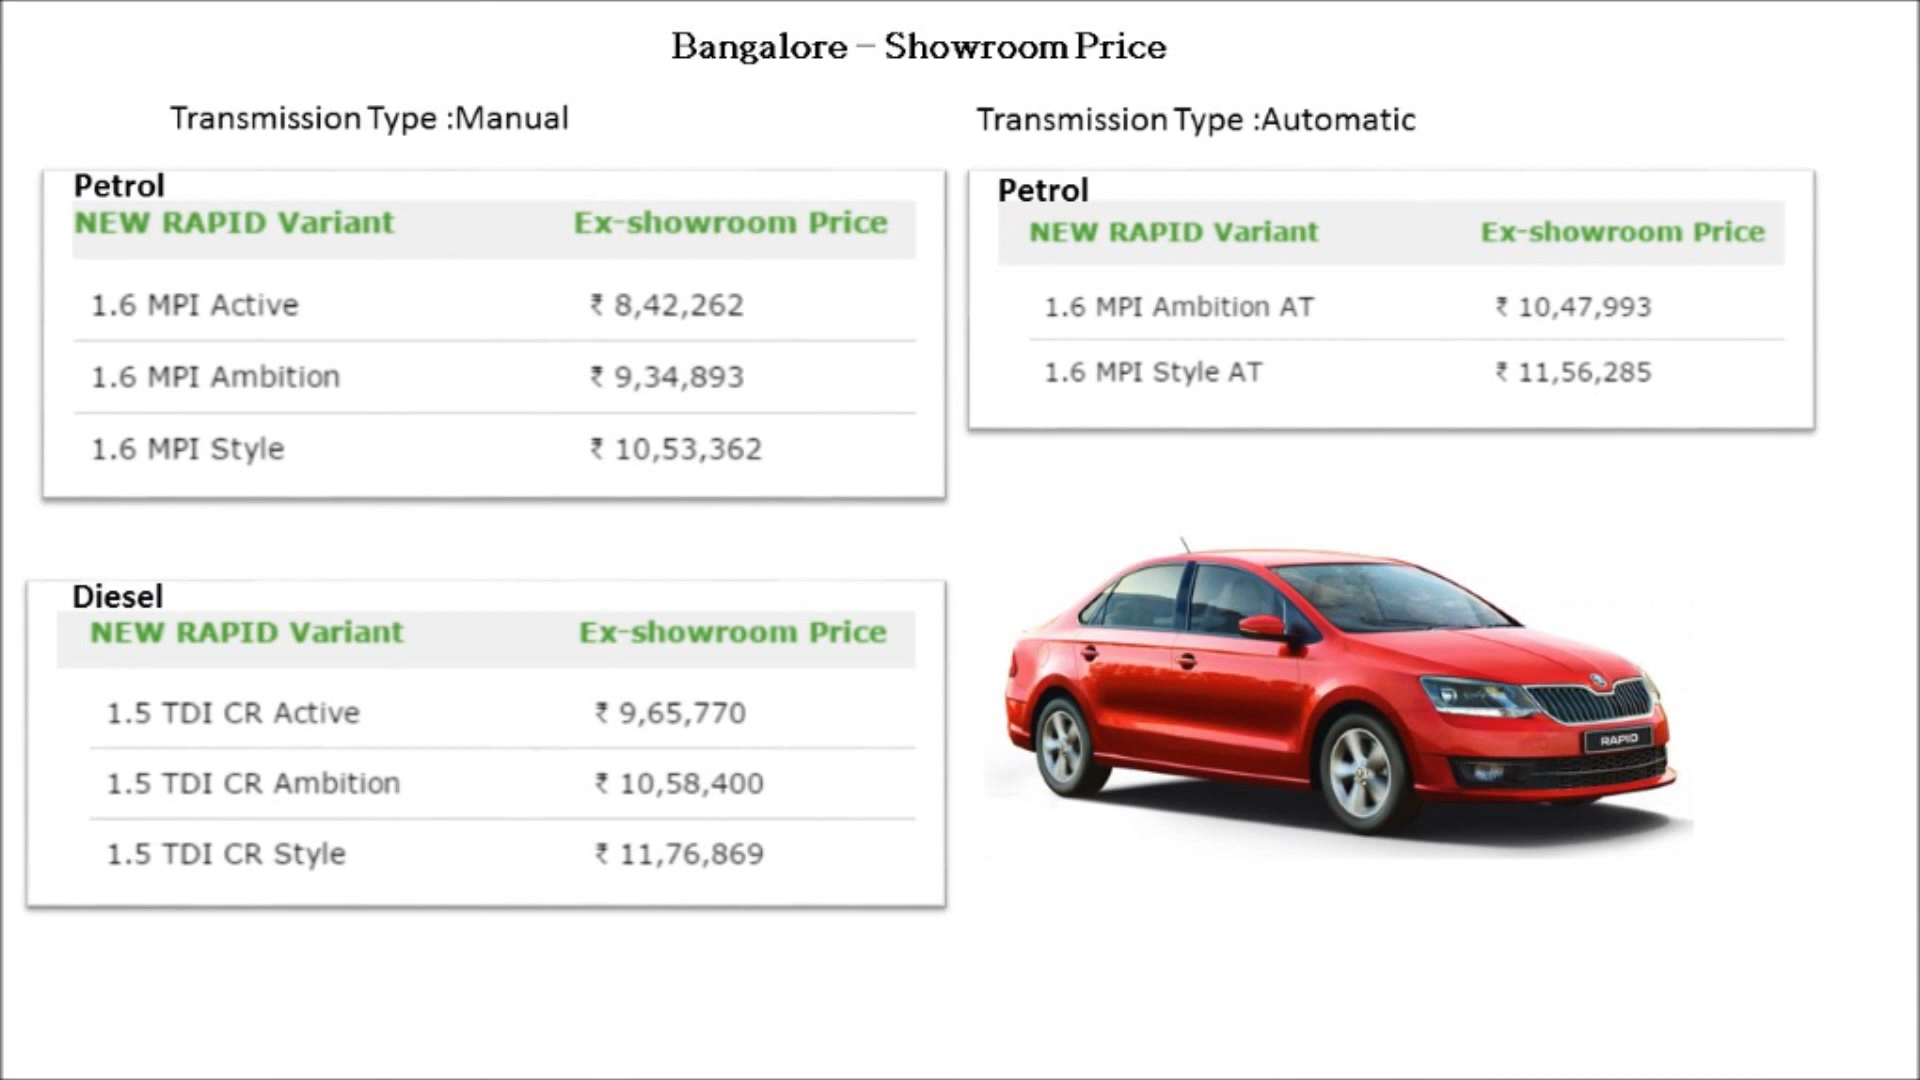 Bangalore – Showroom Price
Transmission Type :Manual
Petrol
NEW RAPID Variant Ex-showroom Price
1.6 MPI Active ₹ 8,42,262
1.6 MPI Ambition ₹ 9,34,893
1.6 MPI Style ₹ 10,53,362
Diesel
NEW RAPID Variant Ex-showroom Price
1.5 TDI CR Active ₹ 9,65,770
1.5 TDI CR Ambition ₹ 10,58,400
1.5 TDI CR Style ₹ 11,76,869
Transmission Type :Automatic
Petrol
NEW RAPID Variant Ex-showroom Price
1.6 MPI Ambition AT ₹ 10,47,993
1.6 MPI Style AT ₹ 11,56,285
RAPID